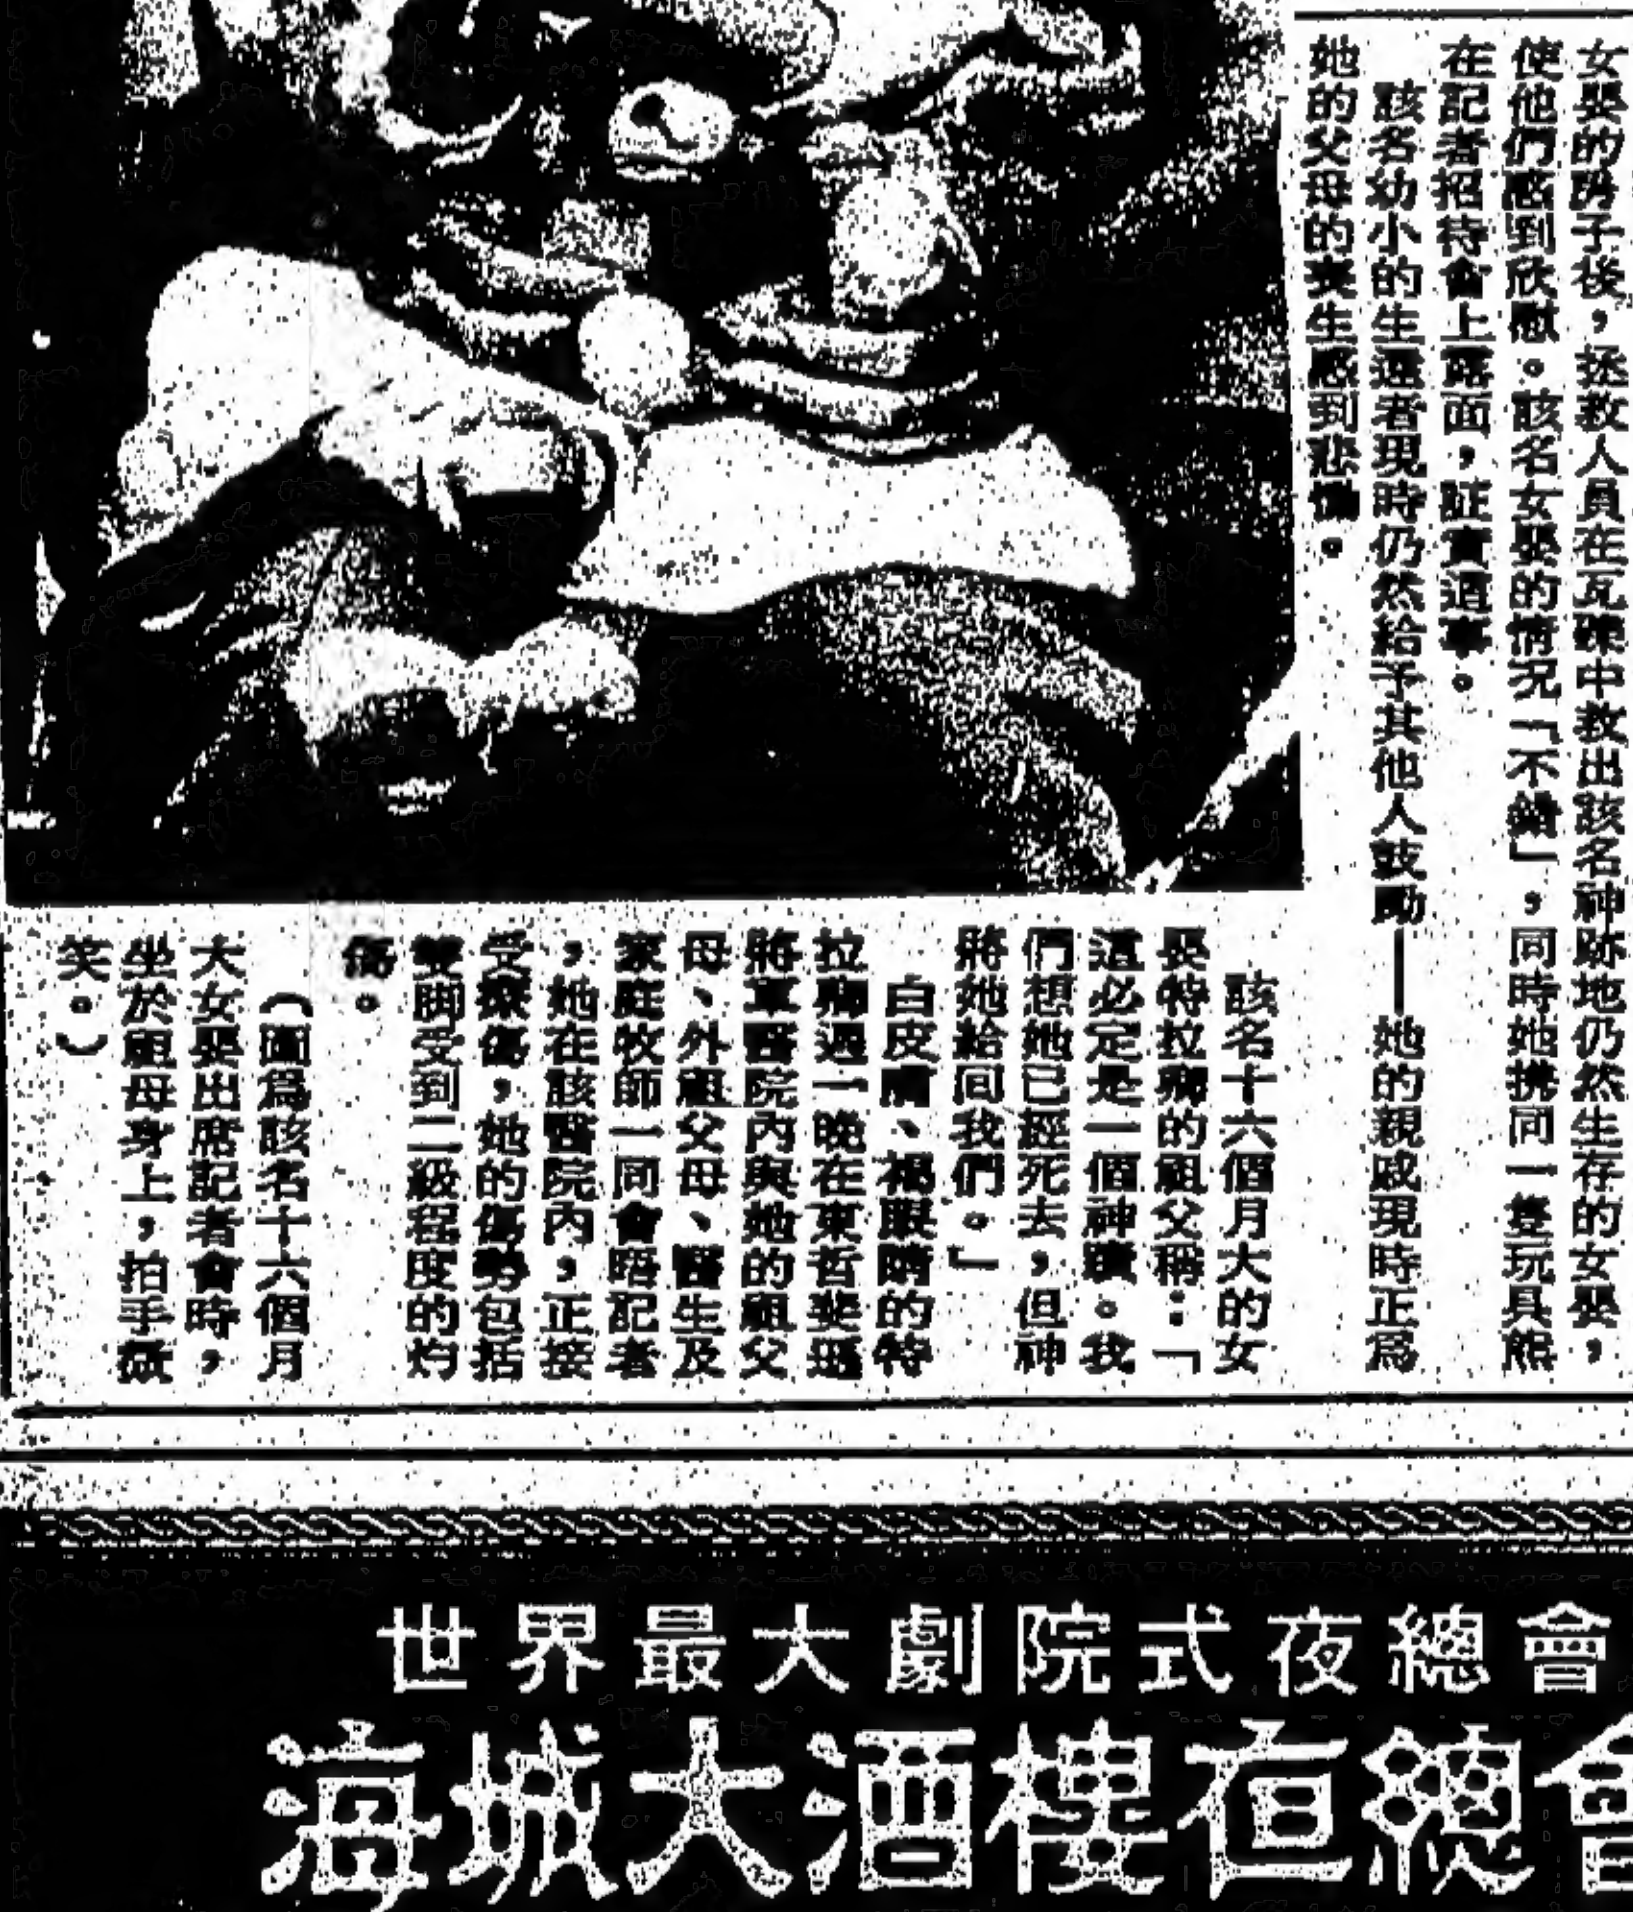 女嬰的房子後，拯救人員在瓦礫中救出該名神跡地仍然生存的女嬰，
使他們感到欣慰。該名女嬰的情況「不錯」，同時她携同一隻玩具熊
在記者招待會上露面，証實這事。
該名幼小的生還者現時仍然給予其他人鼓勵——她的親戚現時正爲
她的父母的喪生感到悲傷。
該名十六個月大的女
嬰特拉獅的祖父稱：「
這必定是一個神蹟。我
們想她已經死去，但神
將她給回我們。」
白皮膚、褐眼睛的特
拉獅週一晚在東哲斐遜
將軍醫院內與她的祖父
母、外祖父母、醫生及
家庭牧師一同會晤記者
，她在該醫院內，正接
受療傷，她的傷勢包括
雙脚受到二級程度的灼
傷。
（圖爲該名十六個月
大女嬰出席記者會時，
坐於祖母身上，拍手微
笑。）
世界最大劇院式夜總會
海城大酒樓夜總會